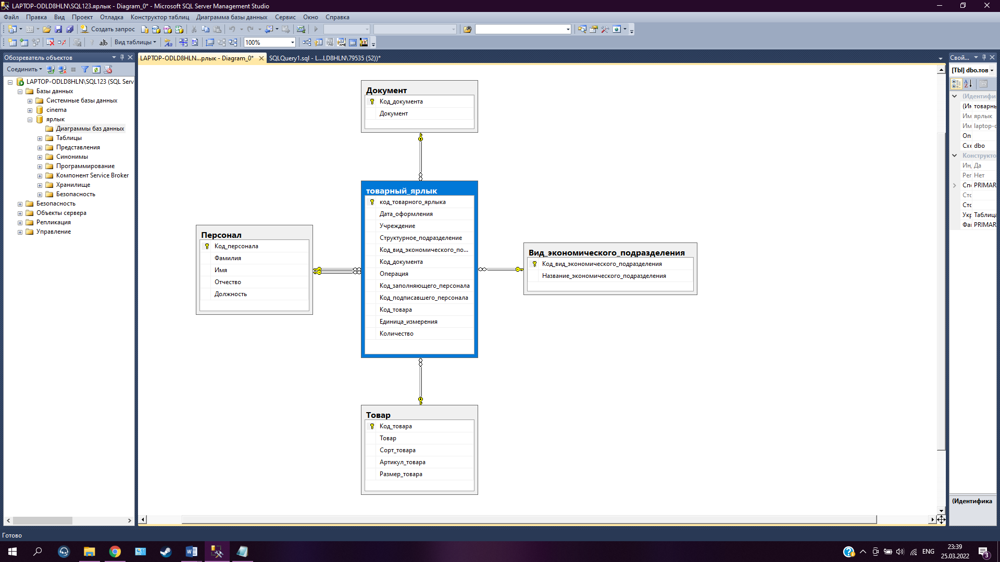 LAPTOP-ODLD8HLN\SQL123.ярлык - Diagram_0* - Microsoft SQL Server Management Studio
Файл Правка Вид Проект Отладка Конструктор таблиц Диаграмма базы данных Сервис Окно Справка
Создать запрос
Вид таблицы 100%
Обозреватель объектов
Соединить
LAPTOP-ODLD8HLN\SQL123 (SQL Serv
Базы данных
Системные базы данных
cinema
ярлык
Диаграммы баз данных
Таблицы
Представления
Синонимы
Программирование
Компонент Service Broker
Хранилище
Безопасность
Безопасность
Объекты сервера
Репликация
Управление
LAPTOP-ODLD8HLN...рлык - Diagram_0* SQLQuery1.sql - L...LD8HLN\79535 (52))*
Документ
Код_документа
Документ
товарный_ярлык
код_товарного_ярлыка
Дата_оформления
Учреждение
Структурное_подразделение
Код_вид_экономического_по...
Код_документа
Операция
Код_заполняющего_персонала
Код_подписавшего_персонала
Код_товара
Единица_измерения
Количество
Персонал
Код_персонала
Фамилия
Имя
Отчество
Должность
Вид_экономического_подразделения
Код_вид_экономического_подразделения
Название_экономического_подразделения
Товар
Код_товара
Товар
Сорт_товара
Артикул_товара
Размер_товара
Свой...
[Tbl] dbo.тов
(Идентифи
(Им товарны
Им ярлык
Им laptop-o
Оп
Схе dbo
Конструкто
Ин, Да
Рег Нет
Спе PRIMAR
Сто
Сто
Укр Таблица
Фаі PRIMAR
(Идентифика
Готово
ENG
23:39
25.03.2022
3